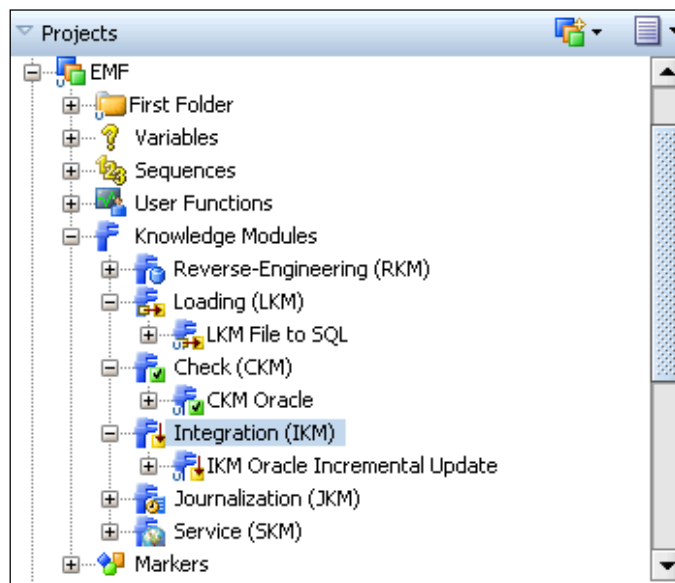 Projects
EMF
First Folder
Variables
Sequences
User Functions
Knowledge Modules
Reverse-Engineering (RKM)
Loading (LKM)
LKM File to SQL
Check (CKM)
CKM Oracle
Integration (IKM)
IKM Oracle Incremental Update
Journalization (JKM)
Service (SKM)
Markers